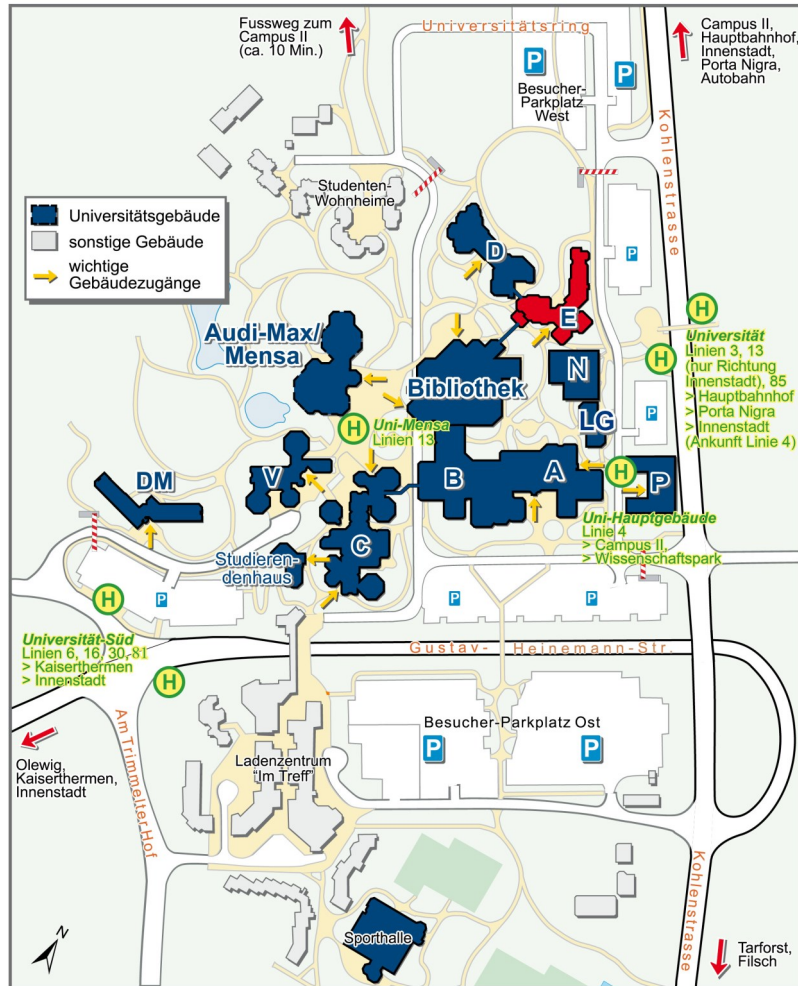 Fussweg zum
Campus II
(ca. 10 Min.)
Universitätsring
Campus II,
Hauptbahnhof,
Innenstadt,
Porta Nigra,
Autobahn
P
P
Besucher-
Parkplatz
West
Kohlenstrasse
Studenten-
Wohnheime
Universitätsgebäude
sonstige Gebäude
wichtige
Gebäudezugänge
D
P
E
H
Audi-Max/
Mensa
Universität
Linien 3, 13
(nur Richtung
Innenstadt), 85
> Hauptbahnhof
> Porta Nigra
> Innenstadt
(Ankunft Linie 4)
H
N
Bibliothek
LG
P
H
Uni-Mensa
Linien 13
V
DM
B
A
H
P
Uni-Hauptgebäude
Linie 4
> Campus II,
> Wissenschaftspark
C
Studieren-
denhaus
H
P
P
P
Universität-Süd
Linien 6, 16, 30,81
> Kaiserthermen
> Innenstadt
Gustav-Heinemann-Str.
H
Am Trimmelter Hof
Besucher-Parkplatz Ost
P
P
Olewig,
Kaiserthermen,
Innenstadt
Ladenzentrum
"Im Treff"
Kohlenstrasse
N
Sporthalle
Tarforst,
Filsch